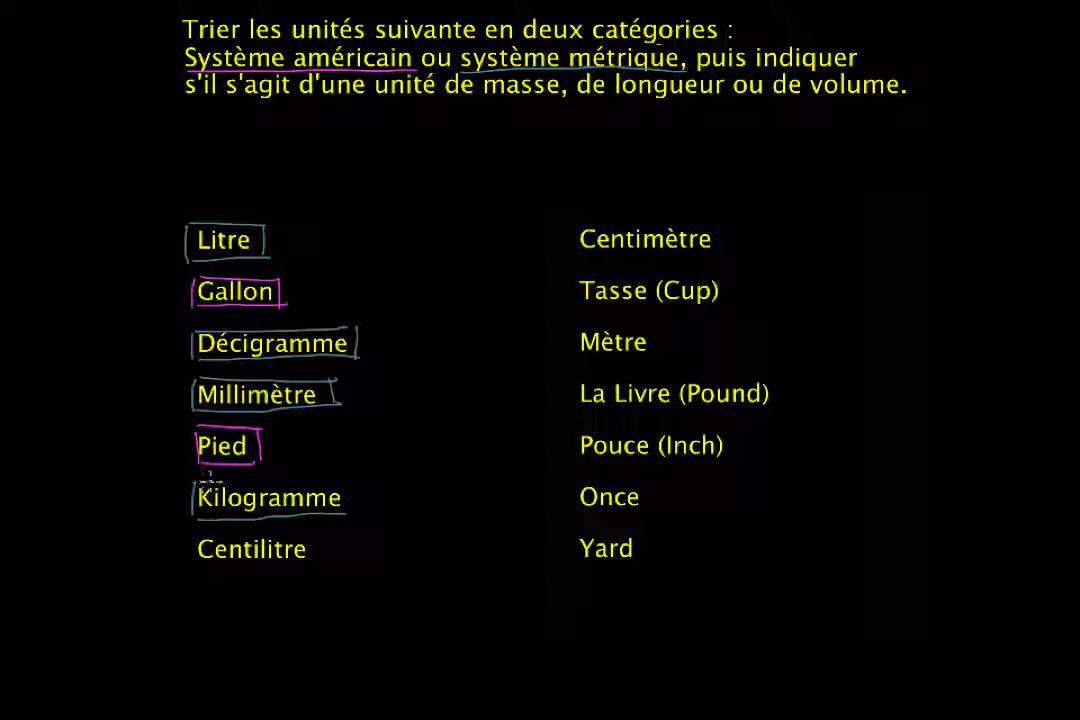 Trier les unités suivante en deux catégories :
Système américain ou système métrique, puis indiquer
s'il s'agit d'une unité de masse, de longueur ou de volume.
Litre
Centimètre
Gallon
Tasse (Cup)
Décigramme
Mètre
Millimètre
La Livre (Pound)
Pied
Pouce (Inch)
Kilogramme
Once
Centilitre
Yard